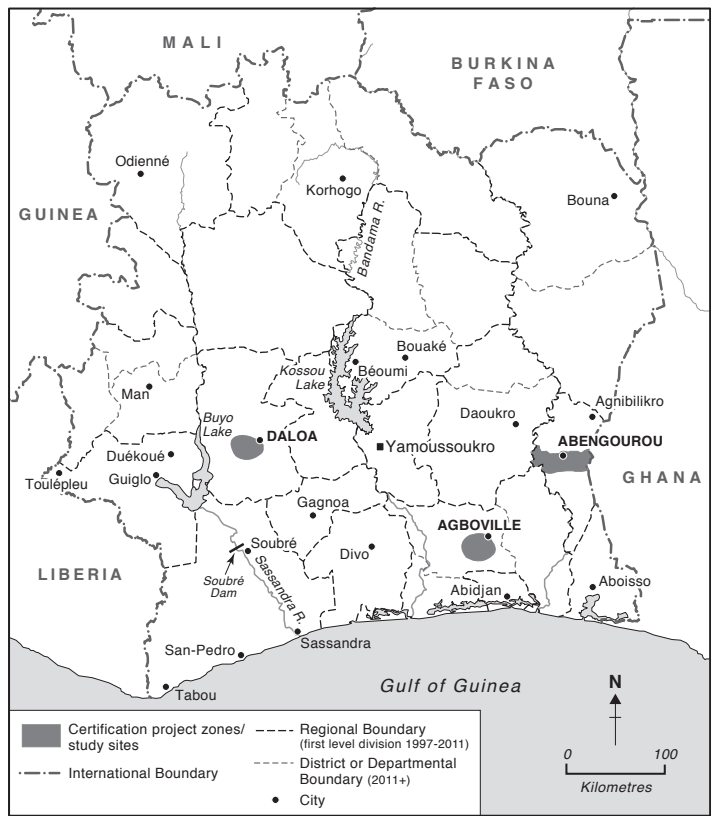 MALI
BURKINA
FASO
Odienné
Korhogo
Bouna
GUINEA
Bandama R.
Bouaké
Kossou
Lake
Béoumi
Man
Agnibilikro
Buyo
Lake
Daoukro
DALOA
Yamoussoukro
ABENGOUROU
Duékoué
Toulépleu
Guiglo
GHANA
Gagnoa
AGBOVILLE
Soubré
Divo
Soubré
Dam
Sassandra R.
LIBERIA
Abidjan
Aboisso
San-Pedro
Sassandra
Tabou
Gulf of Guinea
N
Certification project zones/
study sites
International Boundary
Regional Boundary
(first level division 1997-2011)
District or Departmental
Boundary (2011+)
City
0 100
Kilometres